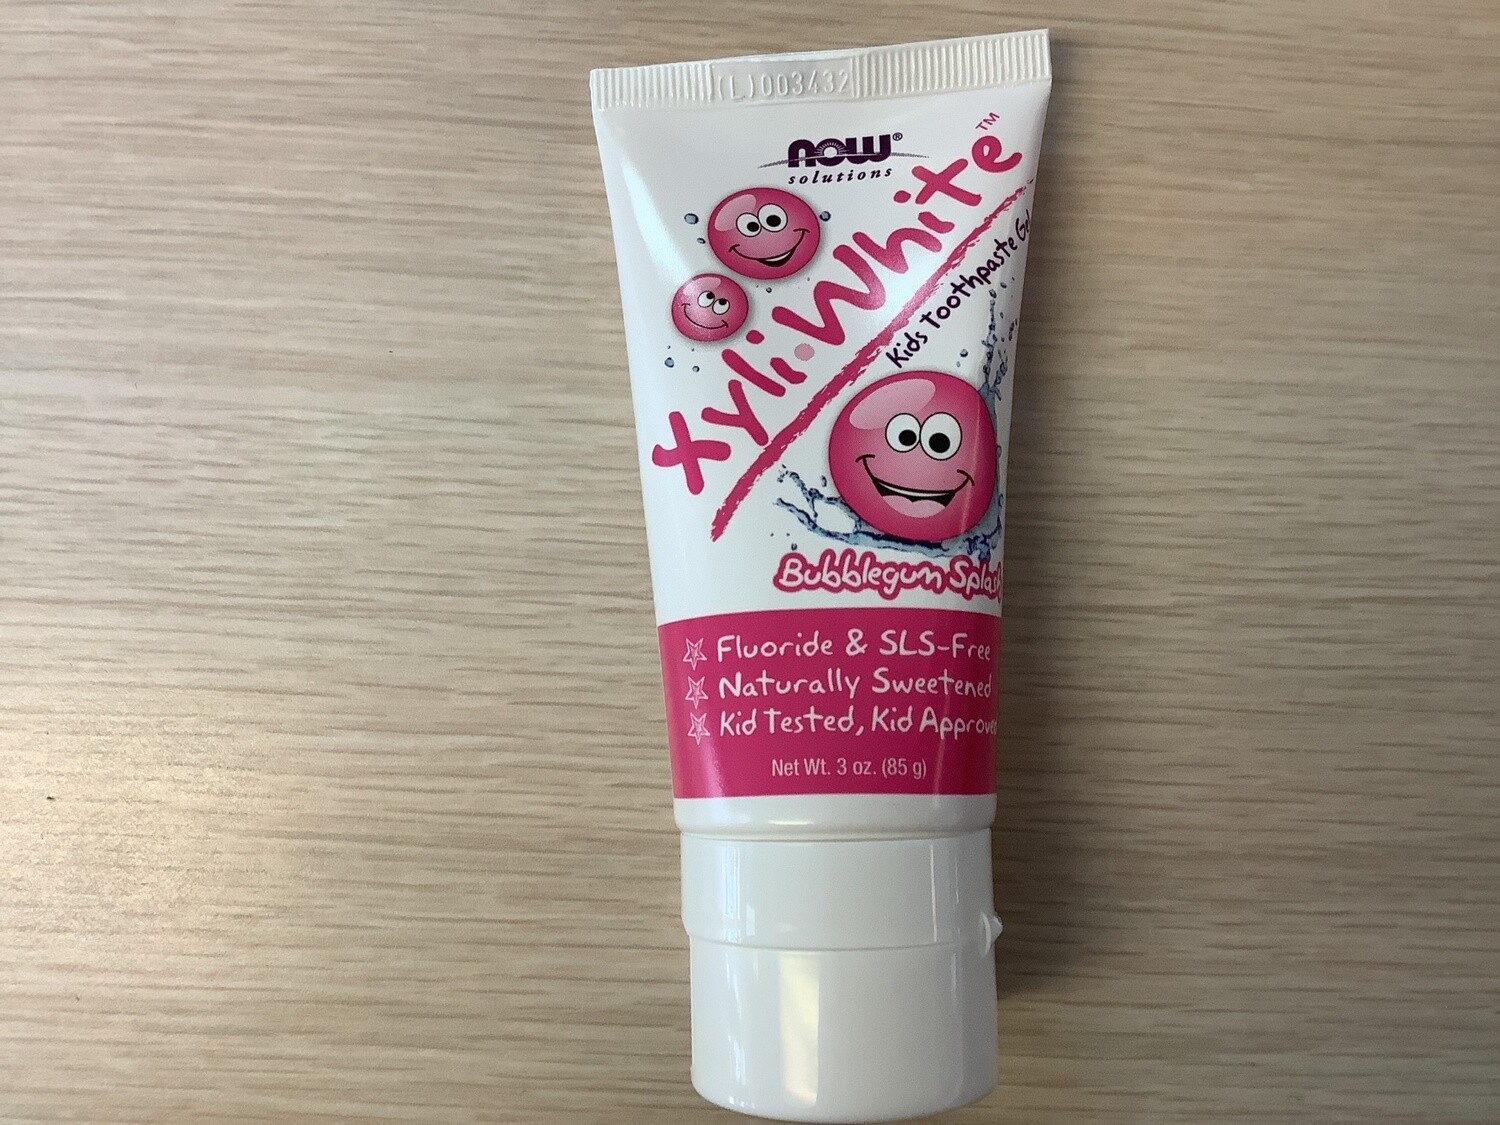 (L)003432
now®
solutions
Xyli·White™
Kids Toothpaste Gel
Bubblegum Splash
Fluoride & SLS-Free
Naturally Sweetened
Kid Tested, Kid Approved
Net Wt. 3 oz. (85 g)